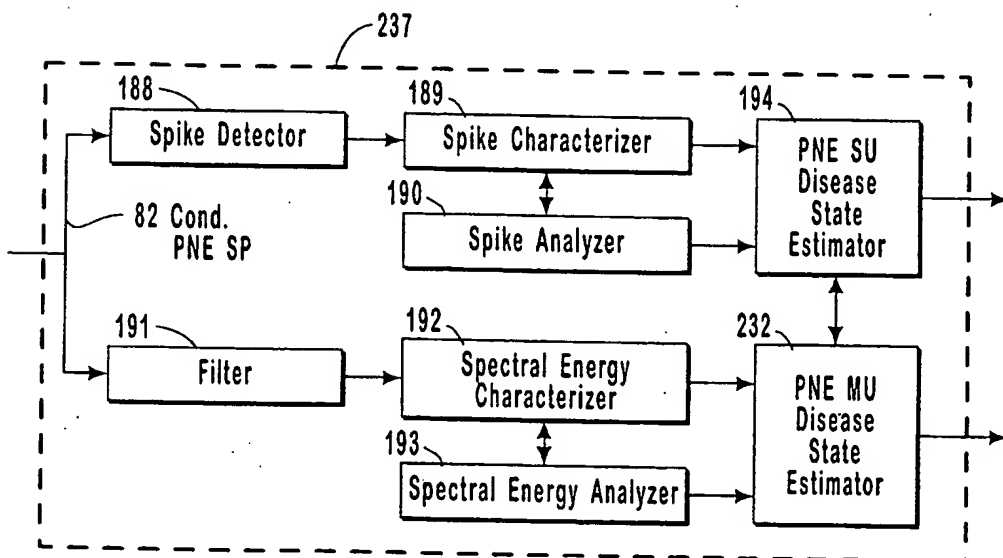 237
188
Spike Detector
189
Spike Characterizer
194
PNE SU
Disease
State
Estimator
190
Spike Analyzer
82 Cond.
PNE SP
191
Filter
192
Spectral Energy
Characterizer
232
PNE MU
Disease
State
Estimator
193
Spectral Energy Analyzer